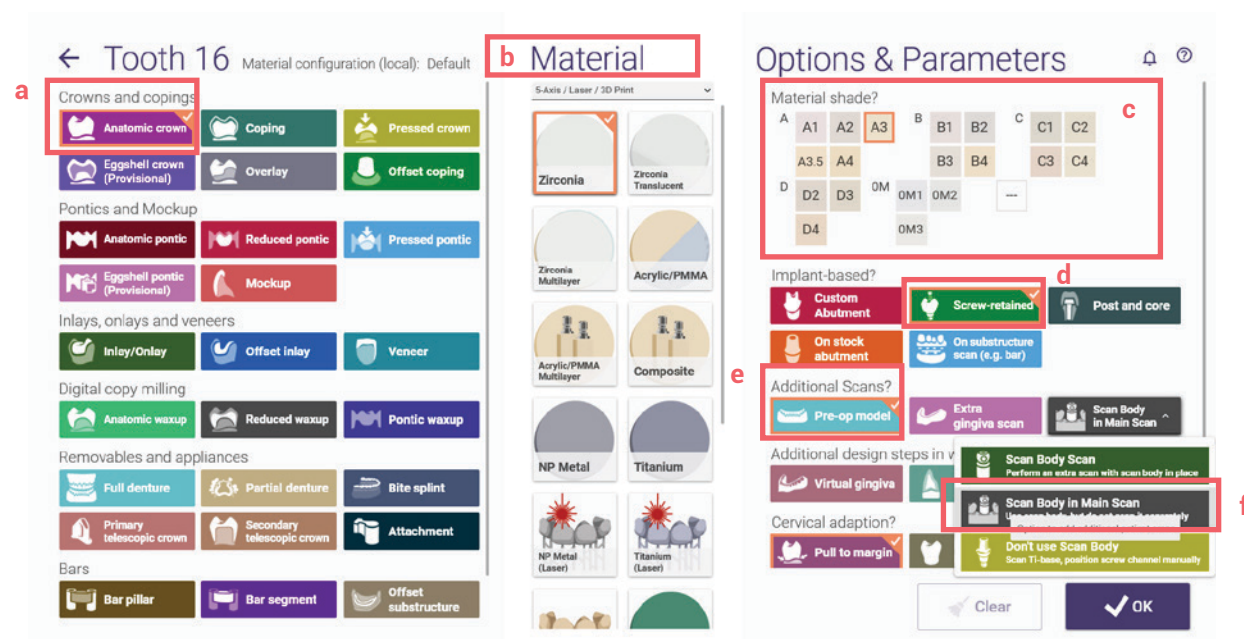 a
← Tooth 16 Material configuration (local): Default
Crowns and copings
Anatomic crown
Coping
Pressed crown
Eggshell crown
(Provisional)
Overlay
Offset coping
Pontics and Mockup
Anatomic pontic
Reduced pontic
Pressed pontic
Eggshell pontic
(Provisional)
Mockup
Inlays, onlays and veneers
Inlay/Onlay
Offset inlay
Veneer
Digital copy milling
Anatomic waxup
Reduced waxup
Pontic waxup
Removables and appliances
Full denture
Partial denture
Bite splint
Primary
telescopic crown
Secondary
telescopic crown
Attachment
Bars
Bar pillar
Bar segment
Offset
substructure
b
Material
5-Axis / Laser / 3D Print
Zirconia
Zirconia
Translucent
Zirconia
Multilayer
Acrylic/PMMA
Acrylic/PMMA
Multilayer
Composite
NP Metal
Titanium
NP Metal
(Laser)
Titanium
(Laser)
Options & Parameters
c
Material shade?
A A1 A2 A3 B B1 B2 C C1 C2
A3.5 A4 B3 B4 C3 C4
D D2 D3 0M 0M1 0M2 ---
D4 0M3
d
Implant-based?
Custom
Abutment
Screw-retained
Post and core
On stock
abutment
On substructure
scan (e.g. bar)
e
Additional Scans?
Pre-op model
Extra
gingiva scan
Scan Body
in Main Scan
Additional design steps in
Virtual gingiva
Scan Body Scan
Perform an extra scan with scan body in place
f
Scan Body in Main Scan
Cervical adaption?
Pull to margin
Don't use Scan Body
Scan Ti-base, position screw channel manually
Clear
OK